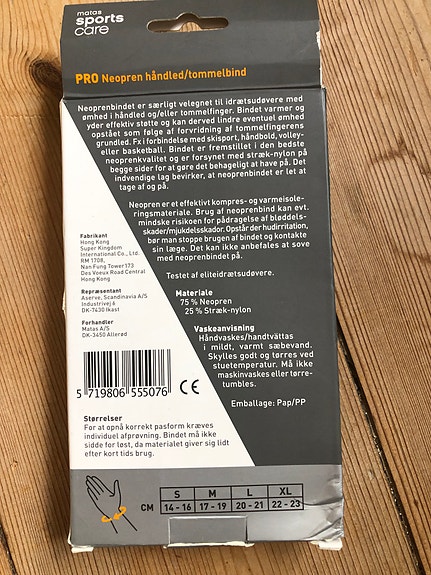 matas
sports
care
PRO Neopren håndled/tommelbind
Neoprenbindet er særligt velegnet til idrætsudøvere med
ømhed i håndled og/eller tommelfinger. Bindet varmer og
yder effektiv støtte og kan derved lindre eventuel ømhed
opstået som følge af forvridning af tommelfingerens
grundled. Fx i forbindelse med skisport, håndbold, volley-
eller basketball. Bindet er fremstillet i den bedste
neoprenkvalitet og er forsynet med stræk-nylon på
begge sider for at gøre det behageligt at have på. Det
indvendige lag bevirker, at neoprenbindet er let at
tage af og på.
Neopren er et effektivt kompres- og varmeisole-
ringsmateriale. Brug af neoprenbind kan evt.
mindske risikoen for pådragelse af bløddels-
skader/mjukdelsskador. Opstår der hudirritation,
bør man stoppe brugen af bindet og kontakte
sin læge. Det kan ikke anbefales at sove
med neoprenbindet på.
Testet af eliteidrætsudøvere.
Materiale
75 % Neopren
25 % Stræk-nylon
Vaskeanvisning
Håndvaskes/handtvättas
i mildt, varmt sæbevand.
Skylles godt og tørres ved
stuetemperatur. Må ikke
maskinvaskes eller tørre-
tumbles.
Emballage: Pap/PP
Fabrikant
Hong Kong
Super Kingdom
International Co., Ltd.
RM 1708,
Nan Fung Tower 173
Des Voeux Road Central
Hong Kong
Repræsentant
Aserve, Scandinavia A/S
Industrivej 6
DK-7430 Ikast
Forhandler
Matas A/S
DK-3450 Allerød
5 719806 555076
CE
Størrelser
For at opnå korrekt pasform kræves
individuel afprøvning. Bindet må ikke
sidde for løst, da materialet giver sig lidt
efter kort tids brug.
S M L XL
CM 14 - 16 17 - 19 20 - 21 22 - 23